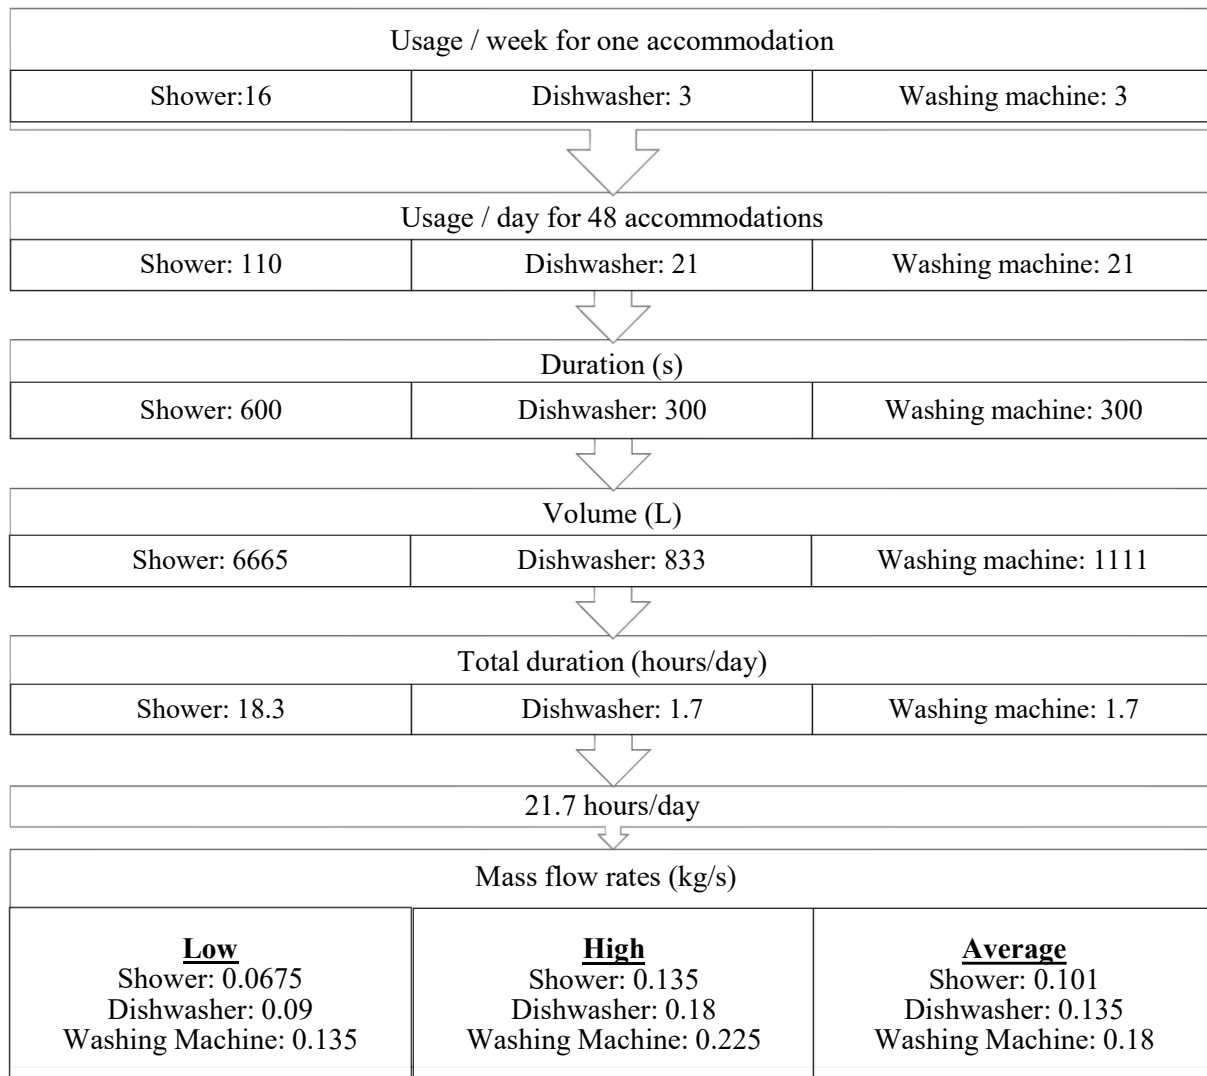 Usage / week for one accommodation
Shower:16
Dishwasher: 3
Washing machine: 3
Usage / day for 48 accommodations
Shower: 110
Dishwasher: 21
Washing machine: 21
Duration (s)
Shower: 600
Dishwasher: 300
Washing machine: 300
Volume (L)
Shower: 6665
Dishwasher: 833
Washing machine: 1111
Total duration (hours/day)
Shower: 18.3
Dishwasher: 1.7
Washing machine: 1.7
21.7 hours/day
Mass flow rates (kg/s)
Low
Shower: 0.0675
Dishwasher: 0.09
Washing Machine: 0.135
High
Shower: 0.135
Dishwasher: 0.18
Washing Machine: 0.225
Average
Shower: 0.101
Dishwasher: 0.135
Washing Machine: 0.18